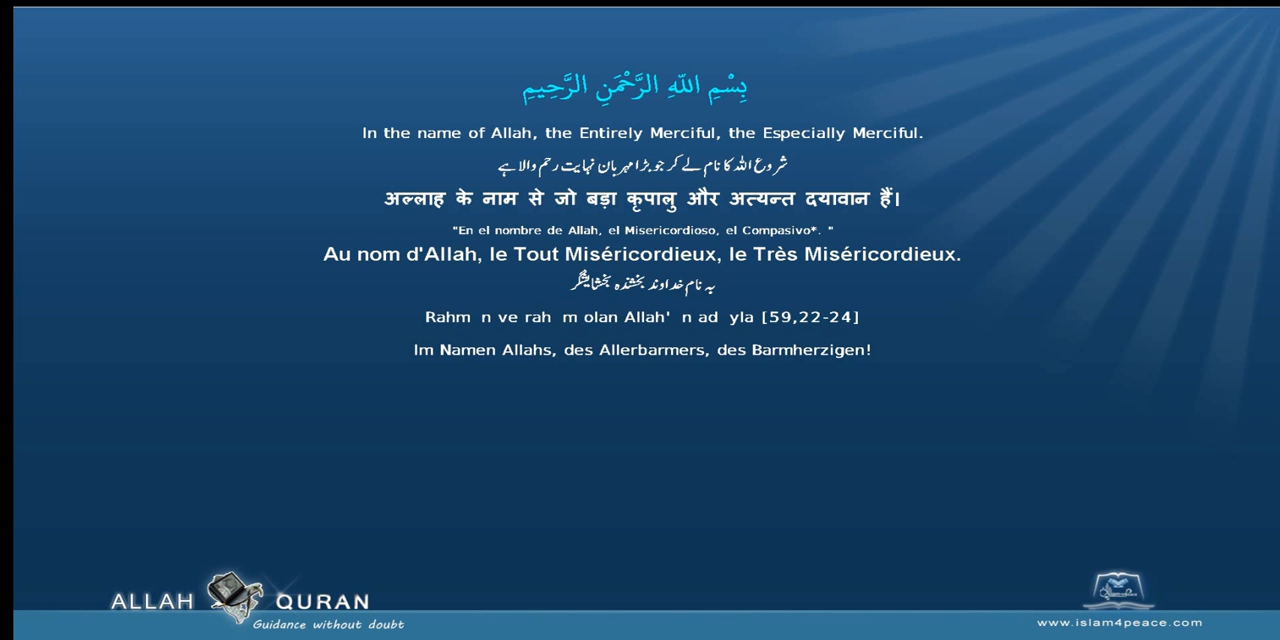 بِسْمِ اللّهِ الرَّحْمَنِ الرَّحِيمِ
In the name of Allah, the Entirely Merciful, the Especially Merciful.
شروع الله کا نام لے کر جو بڑا مہربان نہایت رحم والا ہے
अल्लाह के नाम से जो बड़ा कृपालु और अत्यन्त दयावान हैं।
"En el nombre de Allah, el Misericordioso, el Compasivo*. "
Au nom d'Allah, le Tout Miséricordieux, le Très Miséricordieux.
به نام خداوند بخشنده بخشایشگر
Rahm n ve rah m olan Allah' n ad yla [59,22-24]
Im Namen Allahs, des Allerbarmers, des Barmherzigen!
ALLAH QURAN
Guidance without doubt
www.islam4peace.com